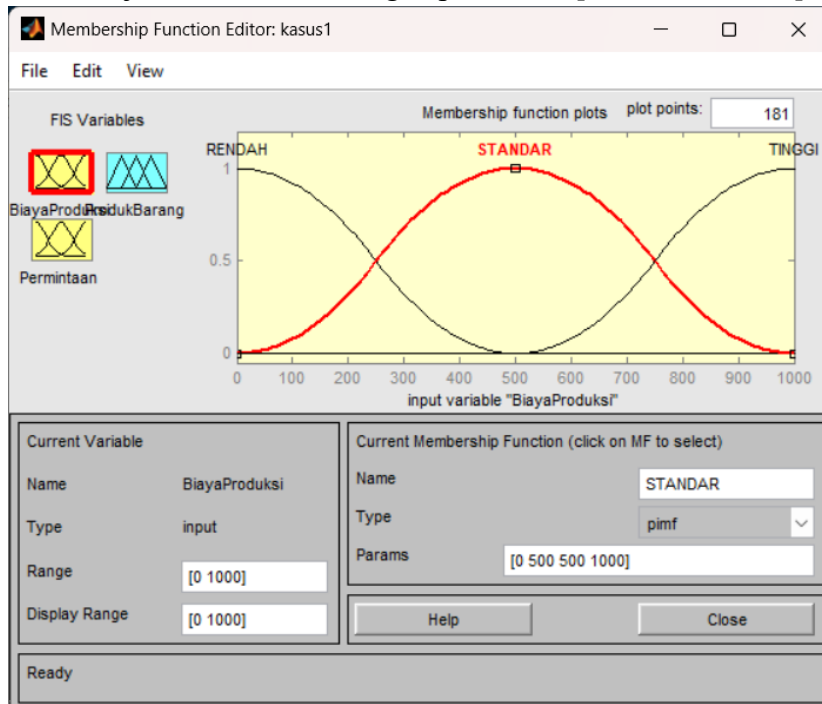 Membership Function Editor: kasus1
File Edit View
FIS Variables
Membership function plots plot points: 181
RENDAH STANDAR TINGGI
BiayaProduksi ProdukBarang
Permintaan
1
0.5
0
0 100 200 300 400 500 600 700 800 900 1000
input variable "BiayaProduksi"
Current Variable
Name BiayaProduksi
Type input
Range [0 1000]
Display Range [0 1000]
Current Membership Function (click on MF to select)
Name STANDAR
Type pimf
Params [0 500 500 1000]
Help Close
Ready